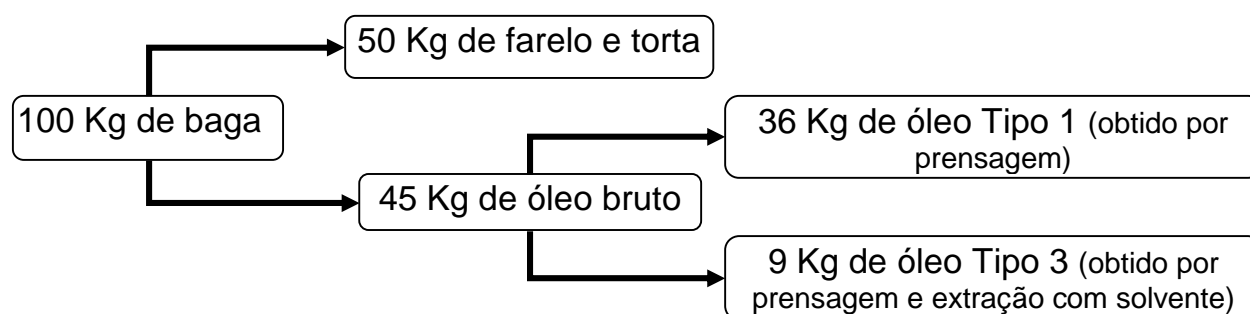 50 Kg de farelo e torta
100 Kg de baga
36 Kg de óleo Tipo 1 (obtido por
prensagem)
45 Kg de óleo bruto
9 Kg de óleo Tipo 3 (obtido por
prensagem e extração com solvente)